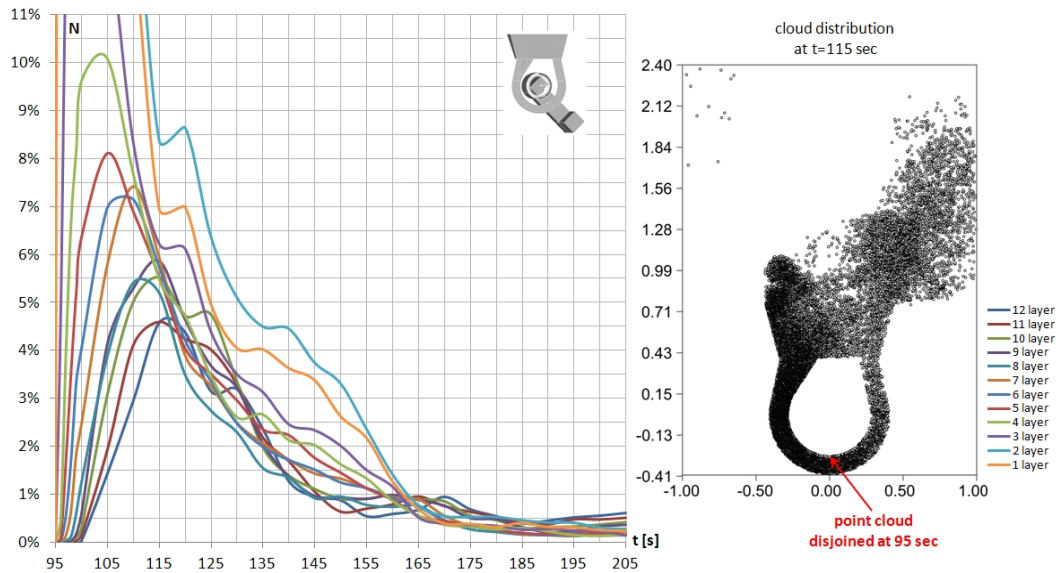 11%
10%
9%
8%
7%
6%
5%
4%
3%
2%
1%
0%
N
95 105 115 125 135 145 155 165 175 185 195 205
t [s]
cloud distribution
at t=115 sec
2.40
2.12
1.84
1.56
1.28
0.99
0.71
0.43
0.15
-0.13
-0.41
-1.00 -0.50 0.00 0.50 1.00
point cloud
disjoined at 95 sec
12 layer
11 layer
10 layer
9 layer
8 layer
7 layer
6 layer
5 layer
4 layer
3 layer
2 layer
1 layer